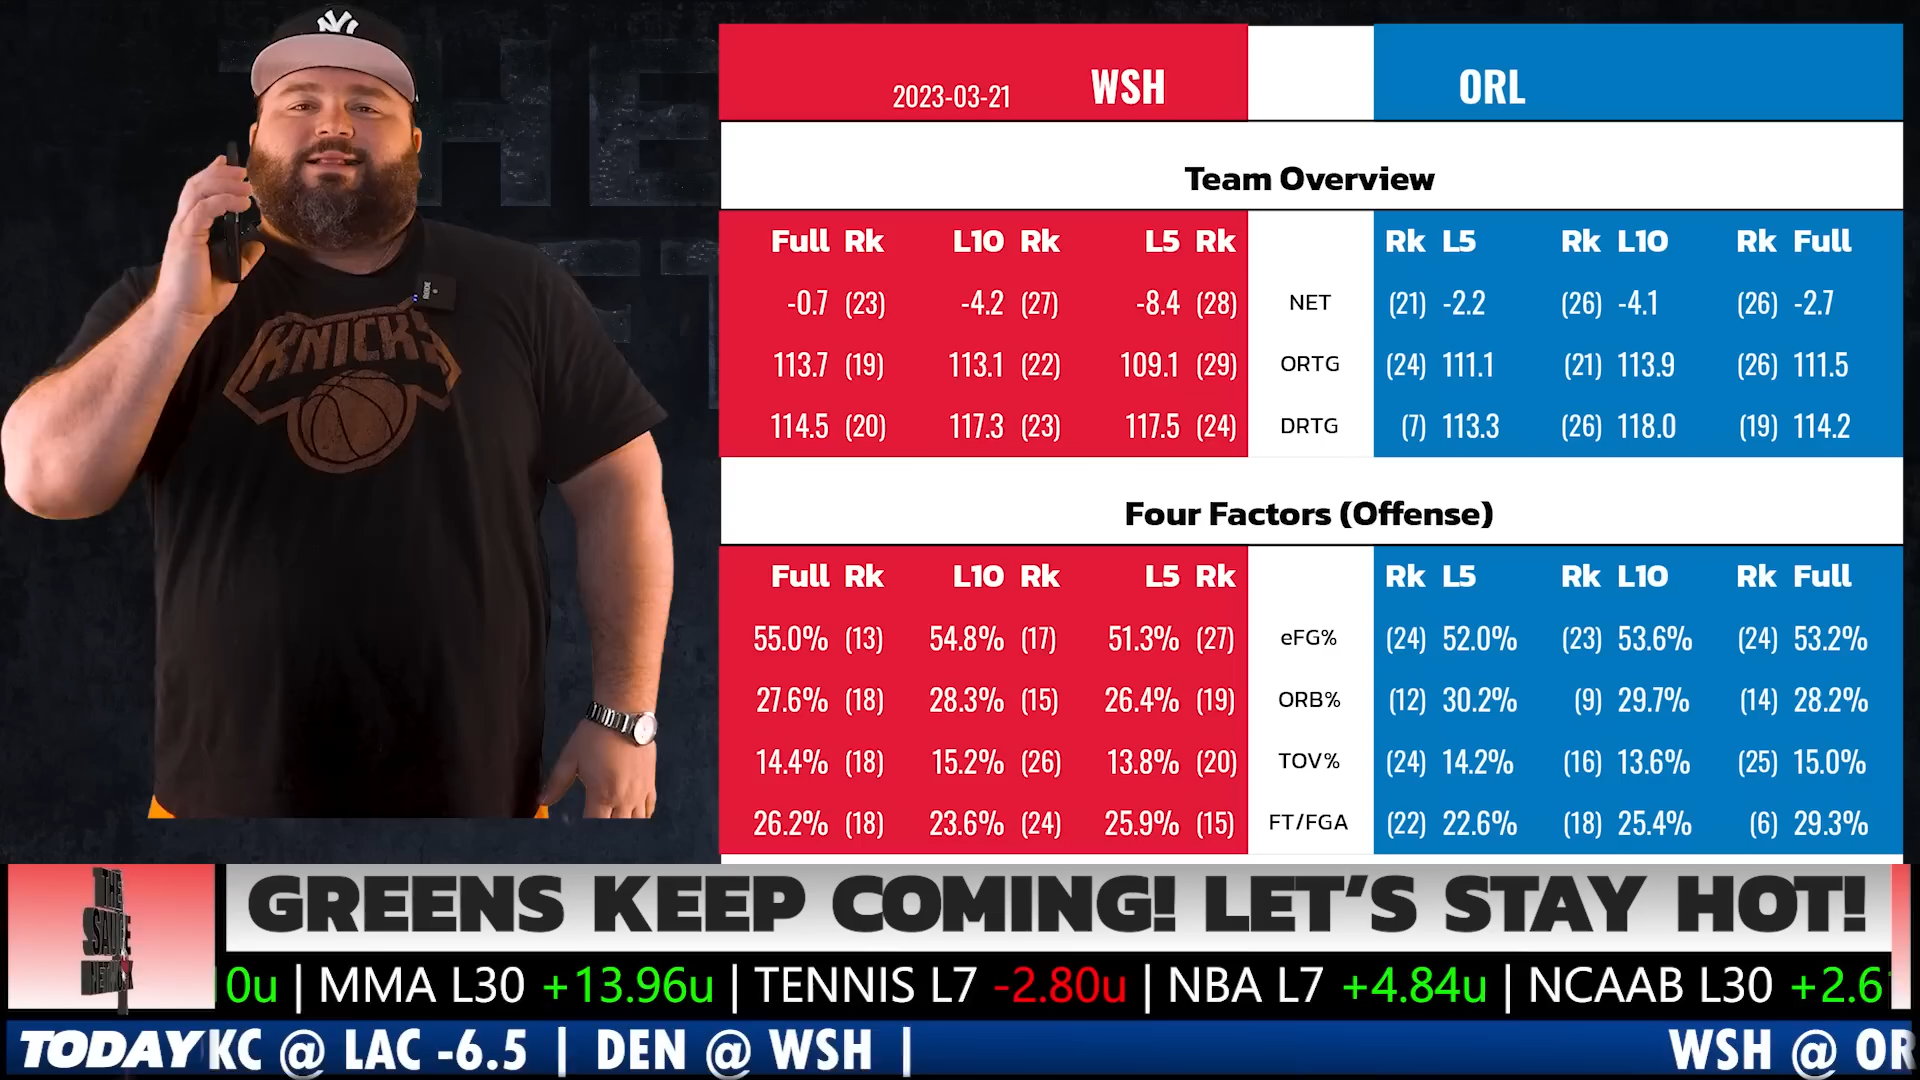 NY
KNICKS
RODE
2023-03-21 WSH ORL
Team Overview
Full Rk L10 Rk L5 Rk Rk L5 Rk L10 Rk Full
-0.7 (23) -4.2 (27) -8.4 (28) NET (21) -2.2 (26) -4.1 (26) -2.7
113.7 (19) 113.1 (22) 109.1 (29) ORTG (24) 111.1 (21) 113.9 (26) 111.5
114.5 (20) 117.3 (23) 117.5 (24) DRTG (7) 113.3 (26) 118.0 (19) 114.2
Four Factors (Offense)
Full Rk L10 Rk L5 Rk Rk L5 Rk L10 Rk Full
55.0% (13) 54.8% (17) 51.3% (27) eFG% (24) 52.0% (23) 53.6% (24) 53.2%
27.6% (18) 28.3% (15) 26.4% (19) ORB% (12) 30.2% (9) 29.7% (14) 28.2%
14.4% (18) 15.2% (26) 13.8% (20) TOV% (24) 14.2% (16) 13.6% (25) 15.0%
26.2% (18) 23.6% (24) 25.9% (15) FT/FGA (22) 22.6% (18) 25.4% (6) 29.3%
THE
SAUCE
NETWORK
GREENS KEEP COMING! LET'S STAY HOT!
0u | MMA L30 +13.96u | TENNIS L7 -2.80u | NBA L7 +4.84u | NCAAB L30 +2.6
TODAY KC @ LAC -6.5 | DEN @ WSH | WSH @ OR